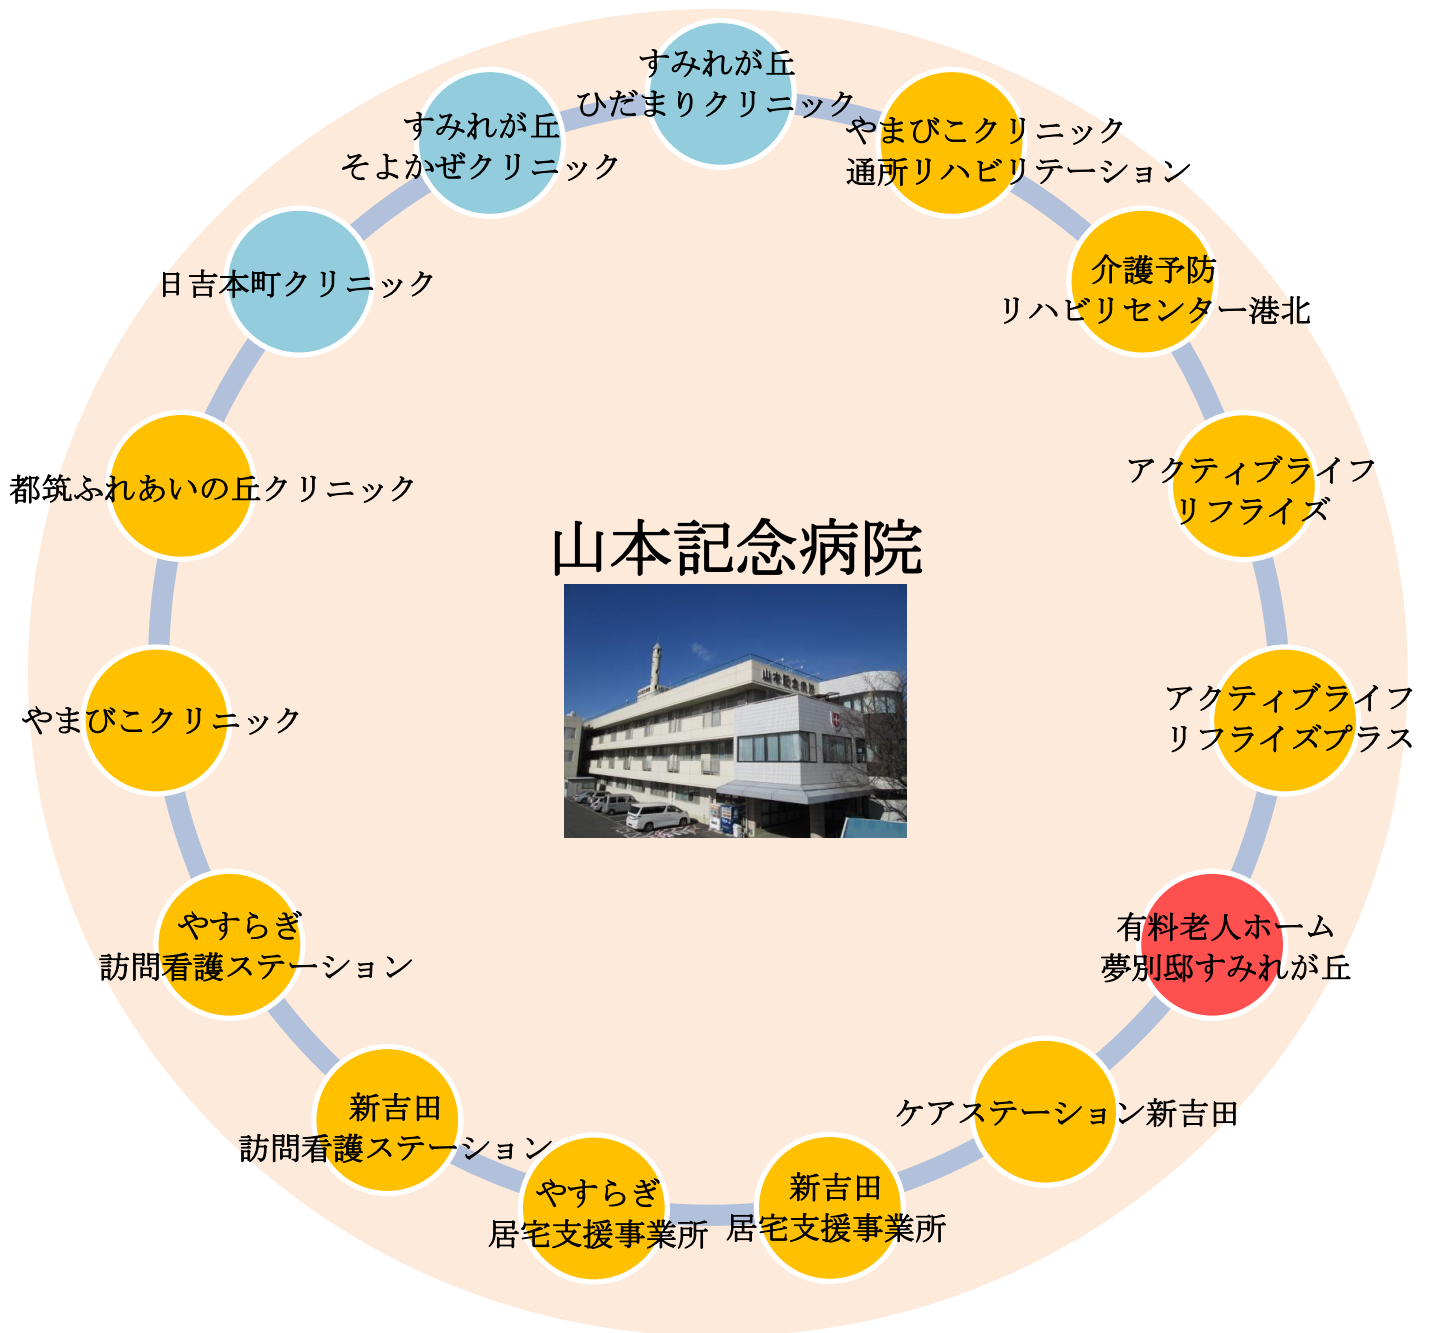 すみれが丘
ひだまりクリニック
やまびこクリニック
通所リハビリテーション
介護予防
リハビリセンター港北
アクティブライフ
リフライズ
アクティブライフ
リフライズプラス
有料老人ホーム
夢別邸すみれが丘
ケアステーション新吉田
新吉田
居宅支援事業所
やすらぎ
居宅支援事業所
新吉田
訪問看護ステーション
やすらぎ
訪問看護ステーション
やまびこクリニック
都筑ふれあいの丘クリニック
日吉本町クリニック
すみれが丘
そよかぜクリニック
山本記念病院
山本記念病院